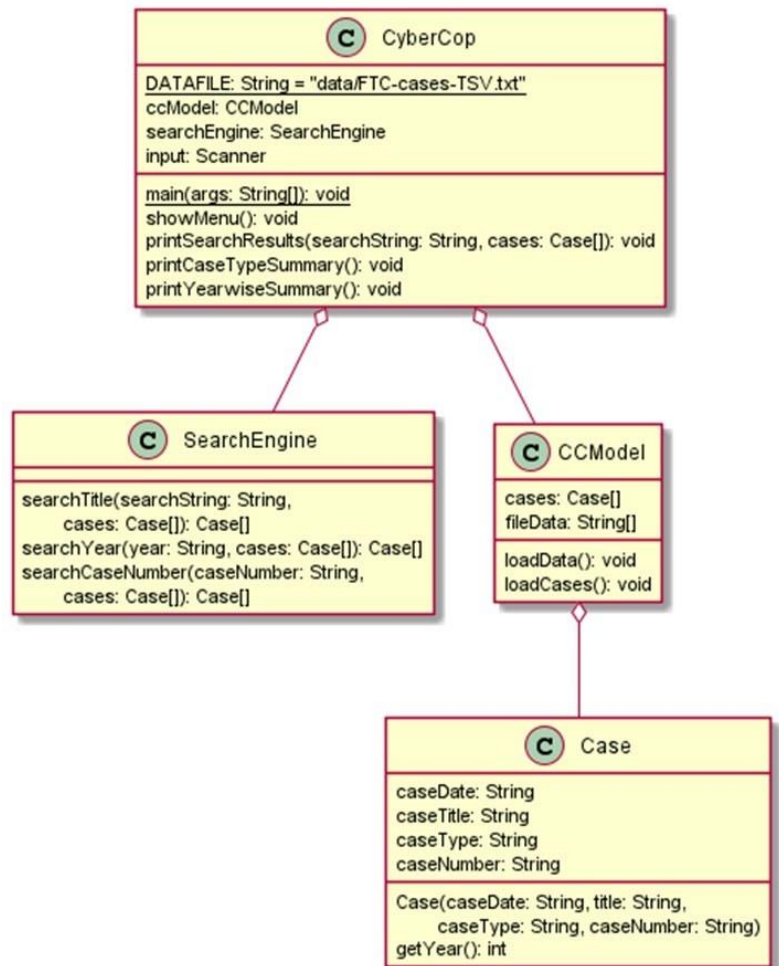 C CyberCop
DATAFILE: String = "data/FTC-cases-TSV.txt"
ccModel: CCModel
searchEngine: SearchEngine
input: Scanner
main(args: String[]): void
showMenu(): void
printSearchResults(searchString: String, cases: Case[]): void
printCaseTypeSummary(): void
printYearwiseSummary(): void
C SearchEngine
searchTitle(searchString: String,
cases: Case[]): Case[]
searchYear(year: String, cases: Case[]): Case[]
searchCaseNumber(caseNumber: String,
cases: Case[]): Case[]
C CCModel
cases: Case[]
fileData: String[]
loadData(): void
loadCases(): void
C Case
caseDate: String
caseTitle: String
caseType: String
caseNumber: String
Case(caseDate: String, title: String,
caseType: String, caseNumber: String)
getYear(): int